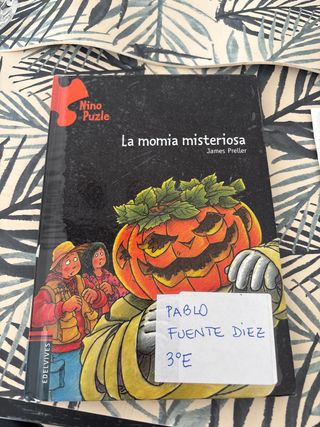 Nino
Puzle
La momia misteriosa
James Preller
PABLO
FUENTE DiEZ
3ºE
EDELVIVES